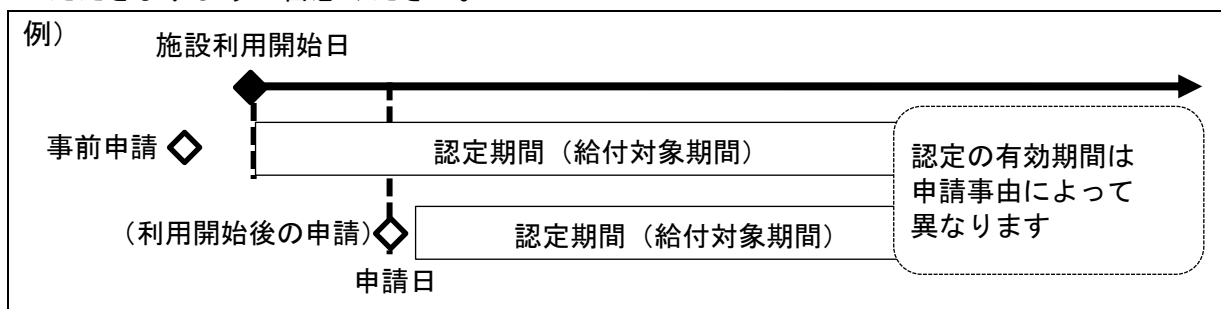 例）
施設利用開始日
事前申請
認定期間（給付対象期間）
認定の有効期間は
申請事由によって
異なります
（利用開始後の申請）
認定期間（給付対象期間）
申請日